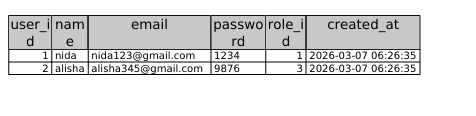 user_id name email password role_id created_at
1 nida nida123@gmail.com 1234 1 2026-03-07 06:26:35
2 alisha alisha345@gmail.com 9876 3 2026-03-07 06:26:35